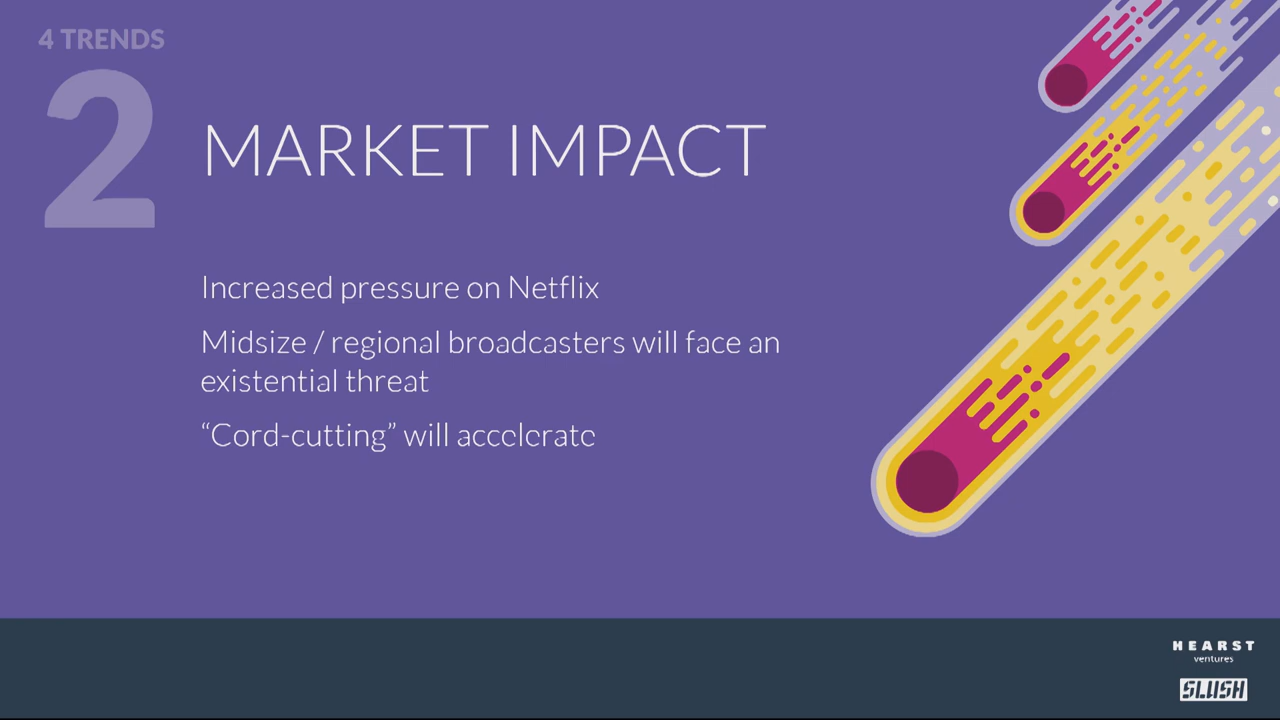 4 TRENDS
2
MARKET IMPACT
Increased pressure on Netflix
Midsize / regional broadcasters will face an
existential threat
“Cord-cutting” will accelerate
HEARST
ventures
SLUSH